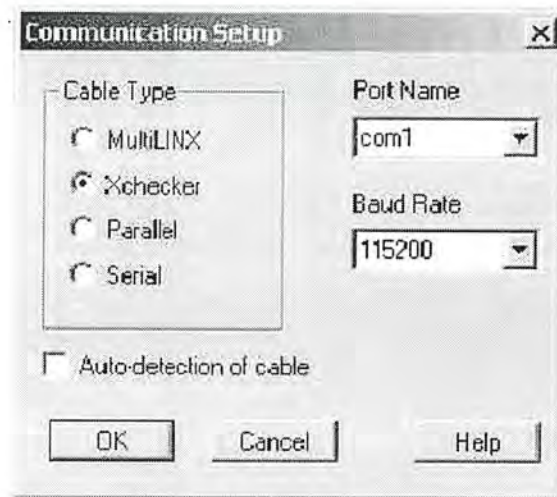 Communication Setup
Cable Type
MultiLINX
Xchecker
Parallel
Serial
Port Name
com1
Baud Rate
115200
Auto-detection of cable
OK
Cancel
Help